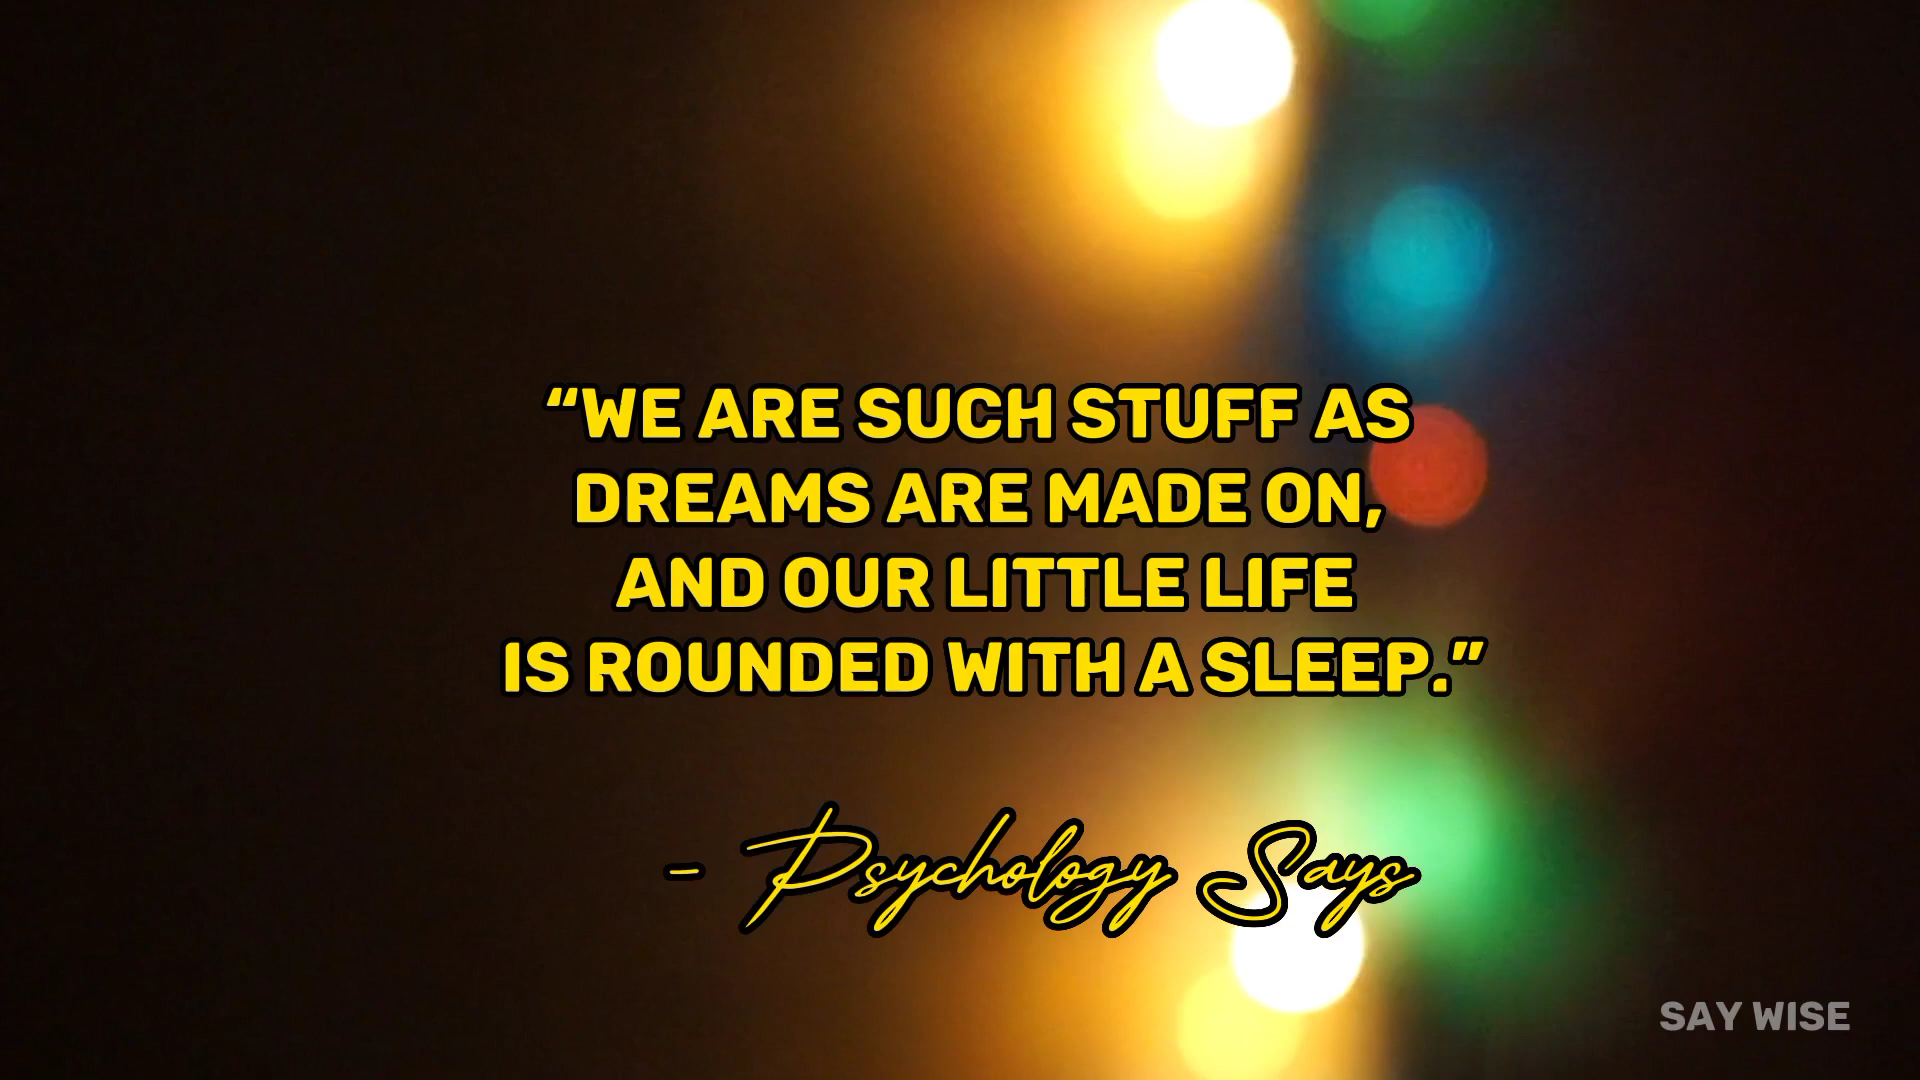 “WE ARE SUCH STUFF AS
DREAMS ARE MADE ON,
AND OUR LITTLE LIFE
IS ROUNDED WITH A SLEEP.”
- Psychology Says
SAY WISE